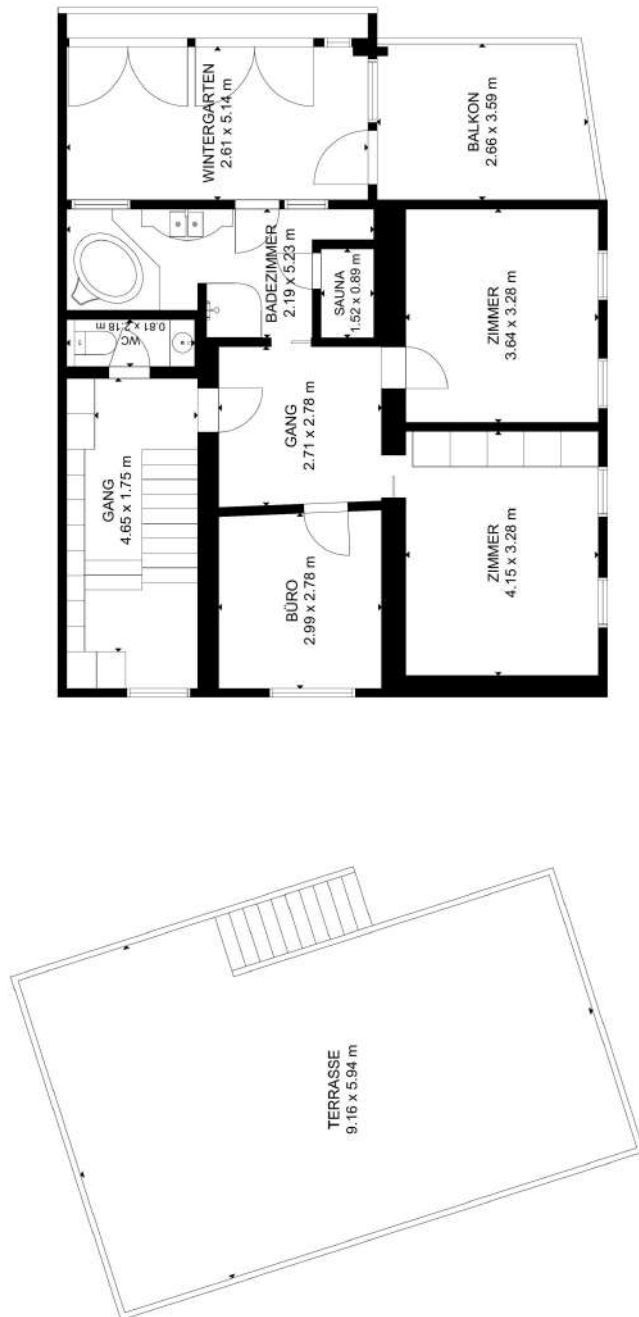 WINTERGARTEN
2.61 x 5.14 m
BALKON
2.66 x 3.59 m
BADEZIMMER
2.19 x 5.23 m
SAUNA
1.52 x 0.89 m
ZIMMER
3.64 x 3.28 m
WC
0.81 x 2.18 m
GANG
2.71 x 2.78 m
GANG
4.65 x 1.75 m
BÜRO
2.99 x 2.78 m
ZIMMER
4.15 x 3.28 m
TERRASSE
9.16 x 5.94 m